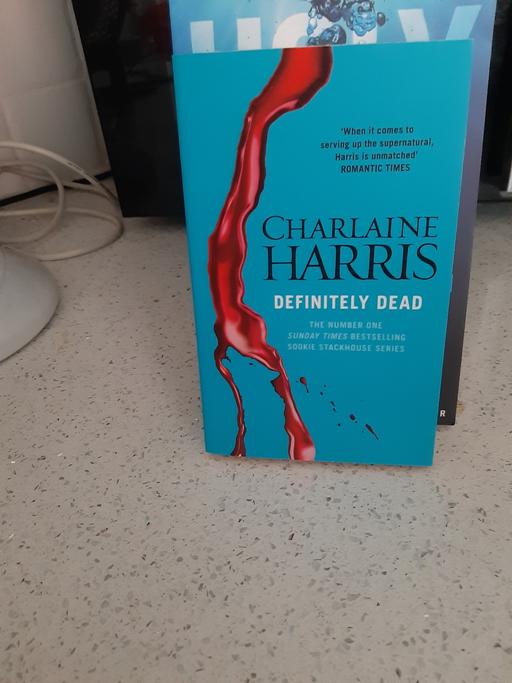 'When it comes to
serving up the supernatural,
Harris is unmatched'
ROMANTIC TIMES
CHARLAINE
HARRIS
DEFINITELY DEAD
THE NUMBER ONE
SUNDAY TIMES BESTSELLING
SOOKIE STACKHOUSE SERIES
R